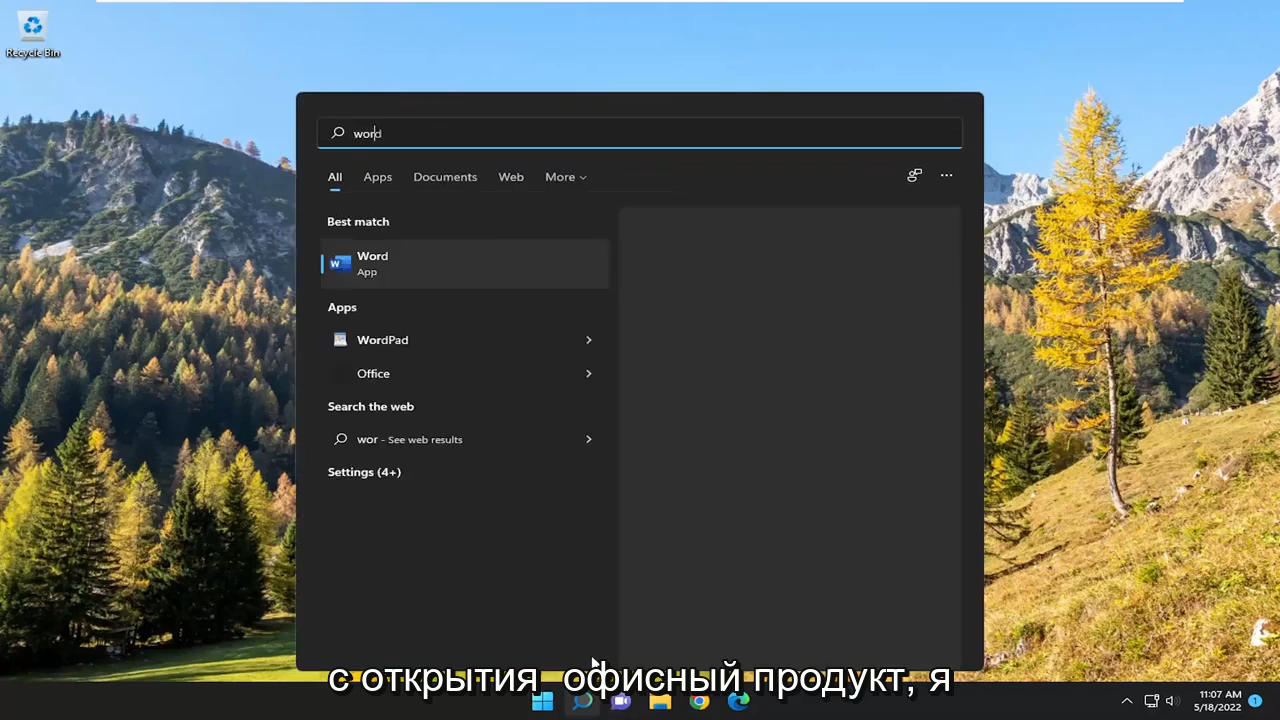 Recycle Bin
word
All Apps Documents Web More
Best match
Word
App
Apps
WordPad
Office
Search the web
wor - See web results
Settings (4+)
с открытия офисный продукт, я
11:07 AM
5/18/2022
1